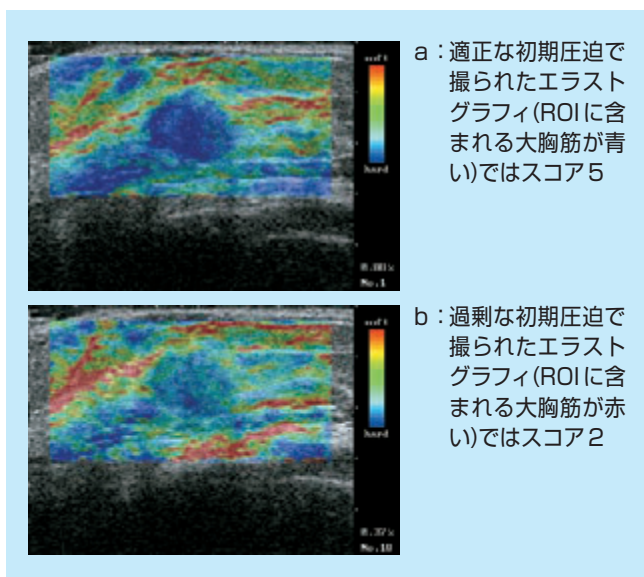 soft
hard
a：適正な初期圧迫で
撮られたエラスト
グラフィ(ROIに含
まれる大胸筋が青
い)ではスコア5
soft
hard
b：過剰な初期圧迫で
撮られたエラスト
グラフィ(ROIに含
まれる大胸筋が赤
い)ではスコア2